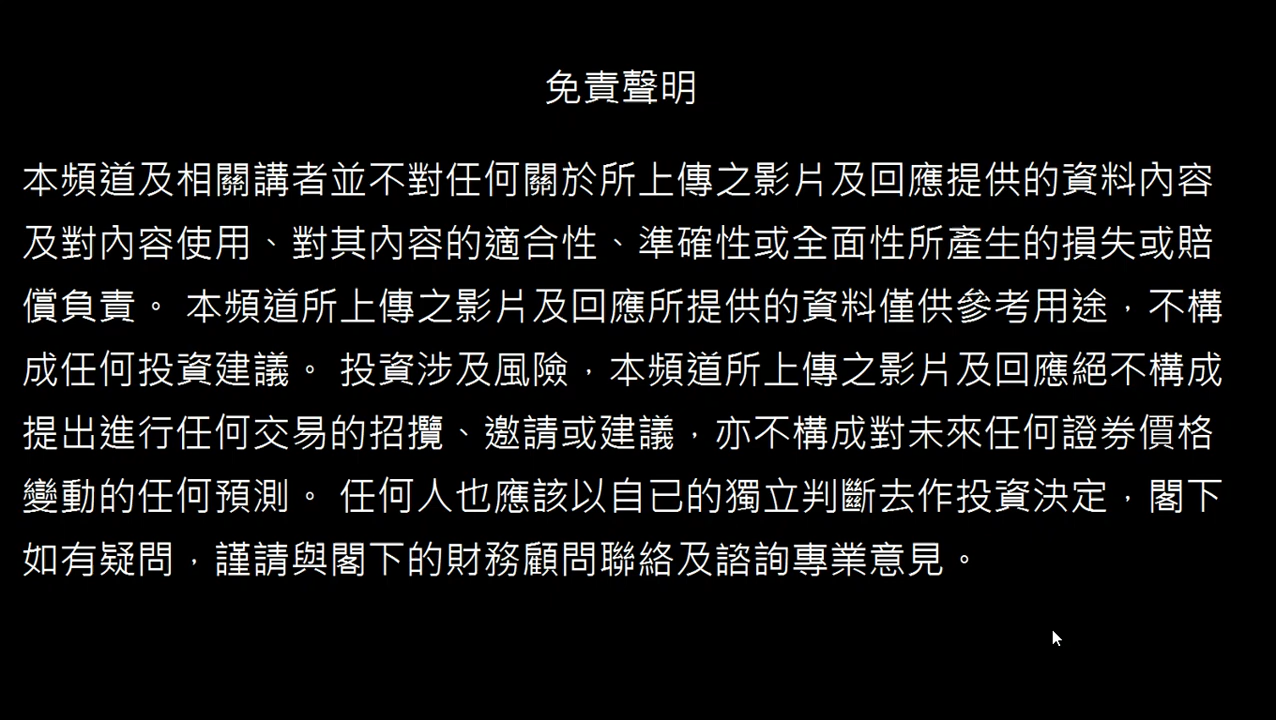 免責聲明
本頻道及相關講者並不對任何關於所上傳之影片及回應提供的資料內容
及對內容使用、對其內容的適合性、準確性或全面性所產生的損失或賠
償負責。 本頻道所上傳之影片及回應所提供的資料僅供參考用途，不構
成任何投資建議。 投資涉及風險，本頻道所上傳之影片及回應絕不構成
提出進行任何交易的招攬、邀請或建議，亦不構成對未來任何證券價格
變動的任何預測。 任何人也應該以自已的獨立判斷去作投資決定，閣下
如有疑問，謹請與閣下的財務顧問聯絡及諮詢專業意見。